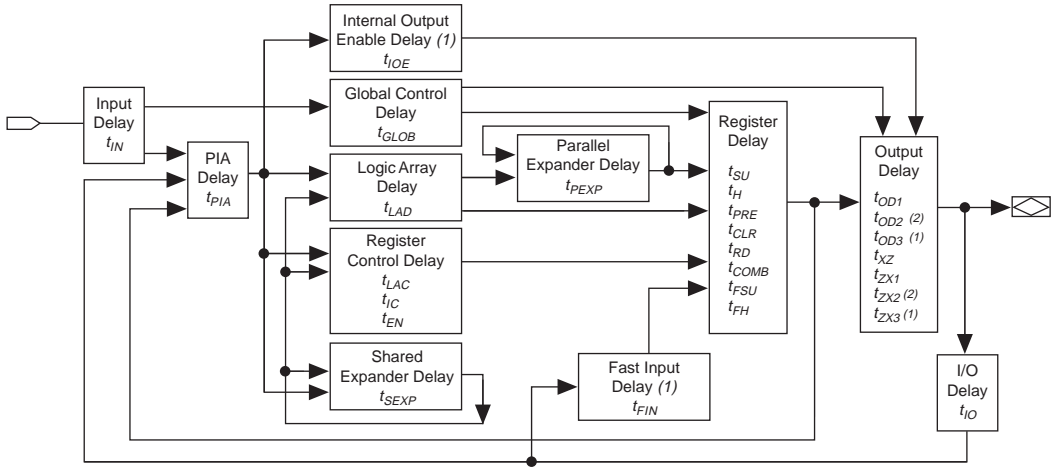 Internal Output
Enable Delay (1)
tIOE
Input
Delay
tIN
Global Control
Delay
tGLOB
Register
Delay
tSU
tH
tPRE
tCLR
tRD
tCOMB
tFSU
tFH
PIA
Delay
tPIA
Logic Array
Delay
tLAD
Parallel
Expander Delay
tPEXP
Output
Delay
tOD1
tOD2 (2)
tOD3 (1)
tXZ
tZX1
tZX2 (2)
tZX3 (1)
Register
Control Delay
tLAC
tIC
tEN
Shared
Expander Delay
tSEXP
Fast Input
Delay (1)
tFIN
I/O
Delay
tIO